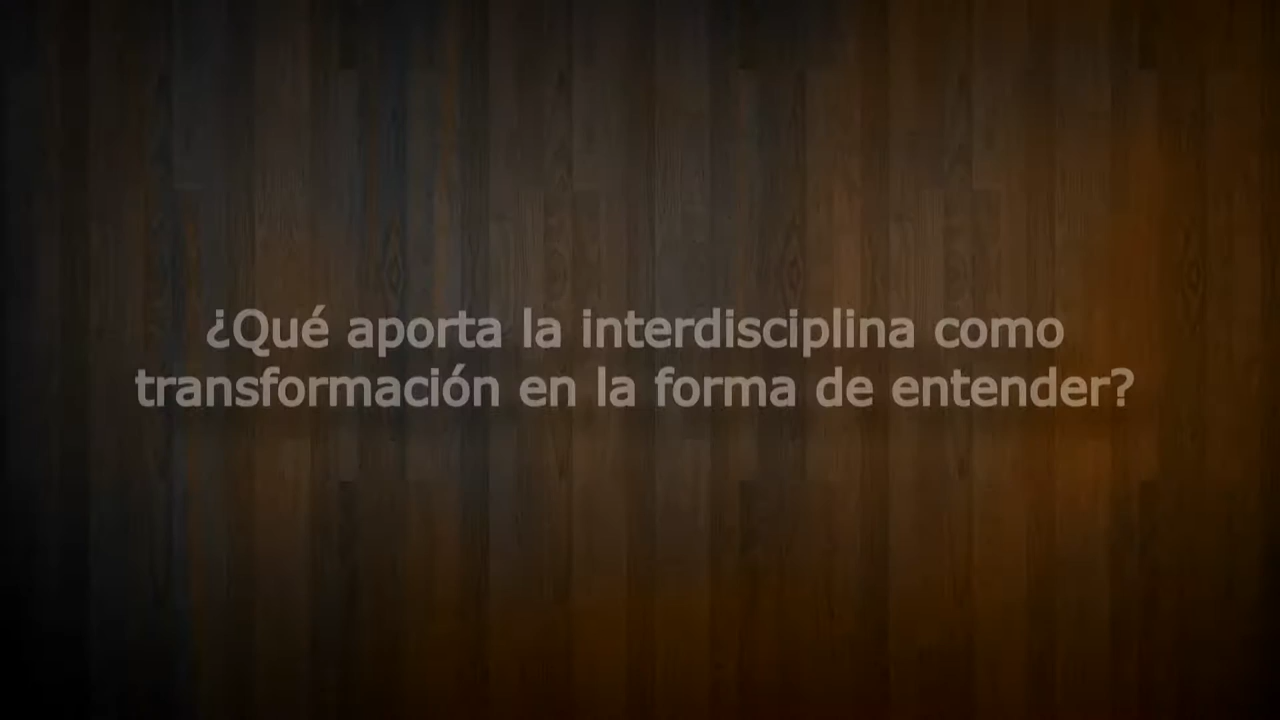 ¿Qué aporta la interdisciplina como
transformación en la forma de entender?